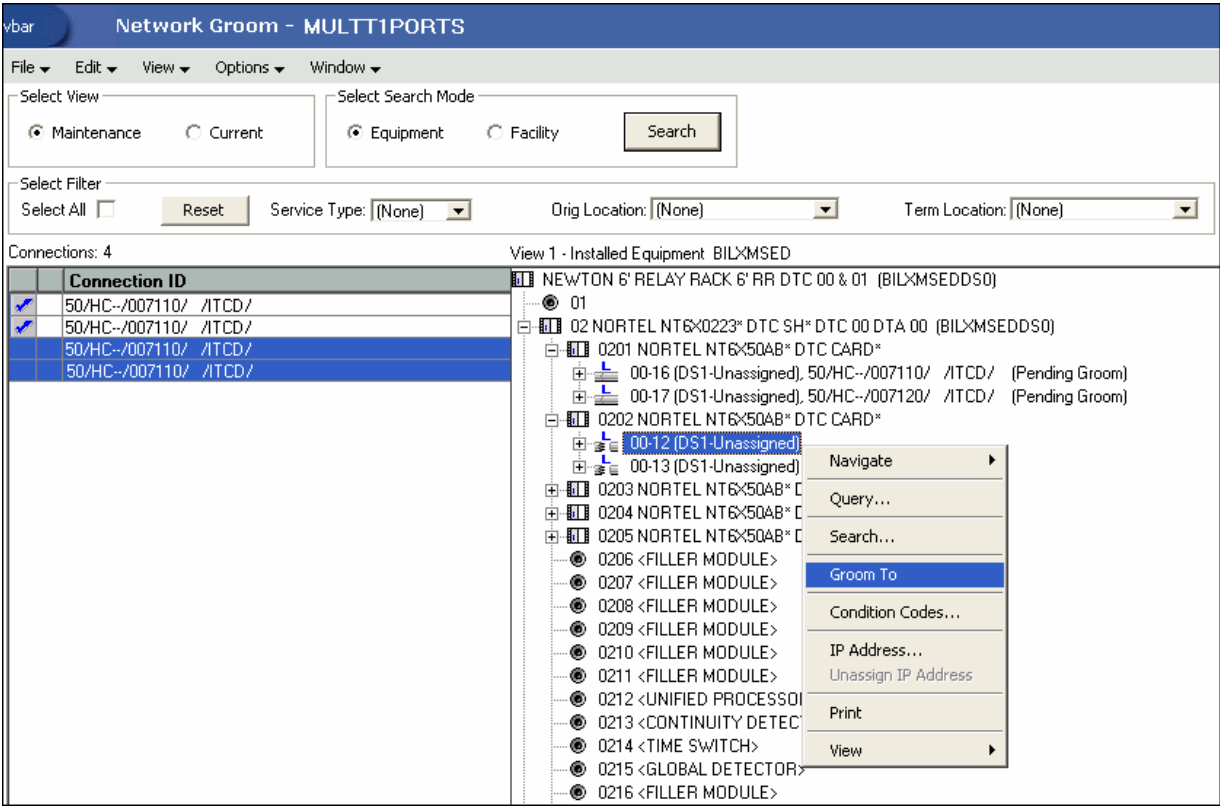 vbar Network Groom - MULTT1PORTS
File Edit View Options Window
Select View Select Search Mode
Maintenance Current Equipment Facility Search
Select Filter
Select All Reset Service Type: (None) Orig Location: (None) Term Location: (None)
Connections: 4 View 1 - Installed Equipment BILXMSED
Connection ID
50/HC--/007110/ /ITCD/
50/HC--/007110/ /ITCD/
50/HC--/007110/ /ITCD/
50/HC--/007110/ /ITCD/
NEWTON 6' RELAY RACK 6' RR DTC 00 & 01 (BILXMSEDDS0)
01
02 NORTEL NT6X0223* DTC SH* DTC 00 DTA 00 (BILXMSEDDS0)
0201 NORTEL NT6X50AB* DTC CARD*
00-16 (DS1-Unassigned), 50/HC--/007110/ /ITCD/ (Pending Groom)
00-17 (DS1-Unassigned), 50/HC--/007120/ /ITCD/ (Pending Groom)
0202 NORTEL NT6X50AB* DTC CARD*
00-12 (DS1-Unassigned)
00-13 (DS1-Unassigned)
0203 NORTEL NT6X50AB* D
0204 NORTEL NT6X50AB* D
0205 NORTEL NT6X50AB* D
0206 <FILLER MODULE>
0207 <FILLER MODULE>
0208 <FILLER MODULE>
0209 <FILLER MODULE>
0210 <FILLER MODULE>
0211 <FILLER MODULE>
0212 <UNIFIED PROCESSO
0213 <CONTINUITY DETEC
0214 <TIME SWITCH>
0215 <GLOBAL DETECTOR>
0216 <FILLER MODULE>
Navigate
Query...
Search...
Groom To
Condition Codes...
IP Address...
Unassign IP Address
Print
View